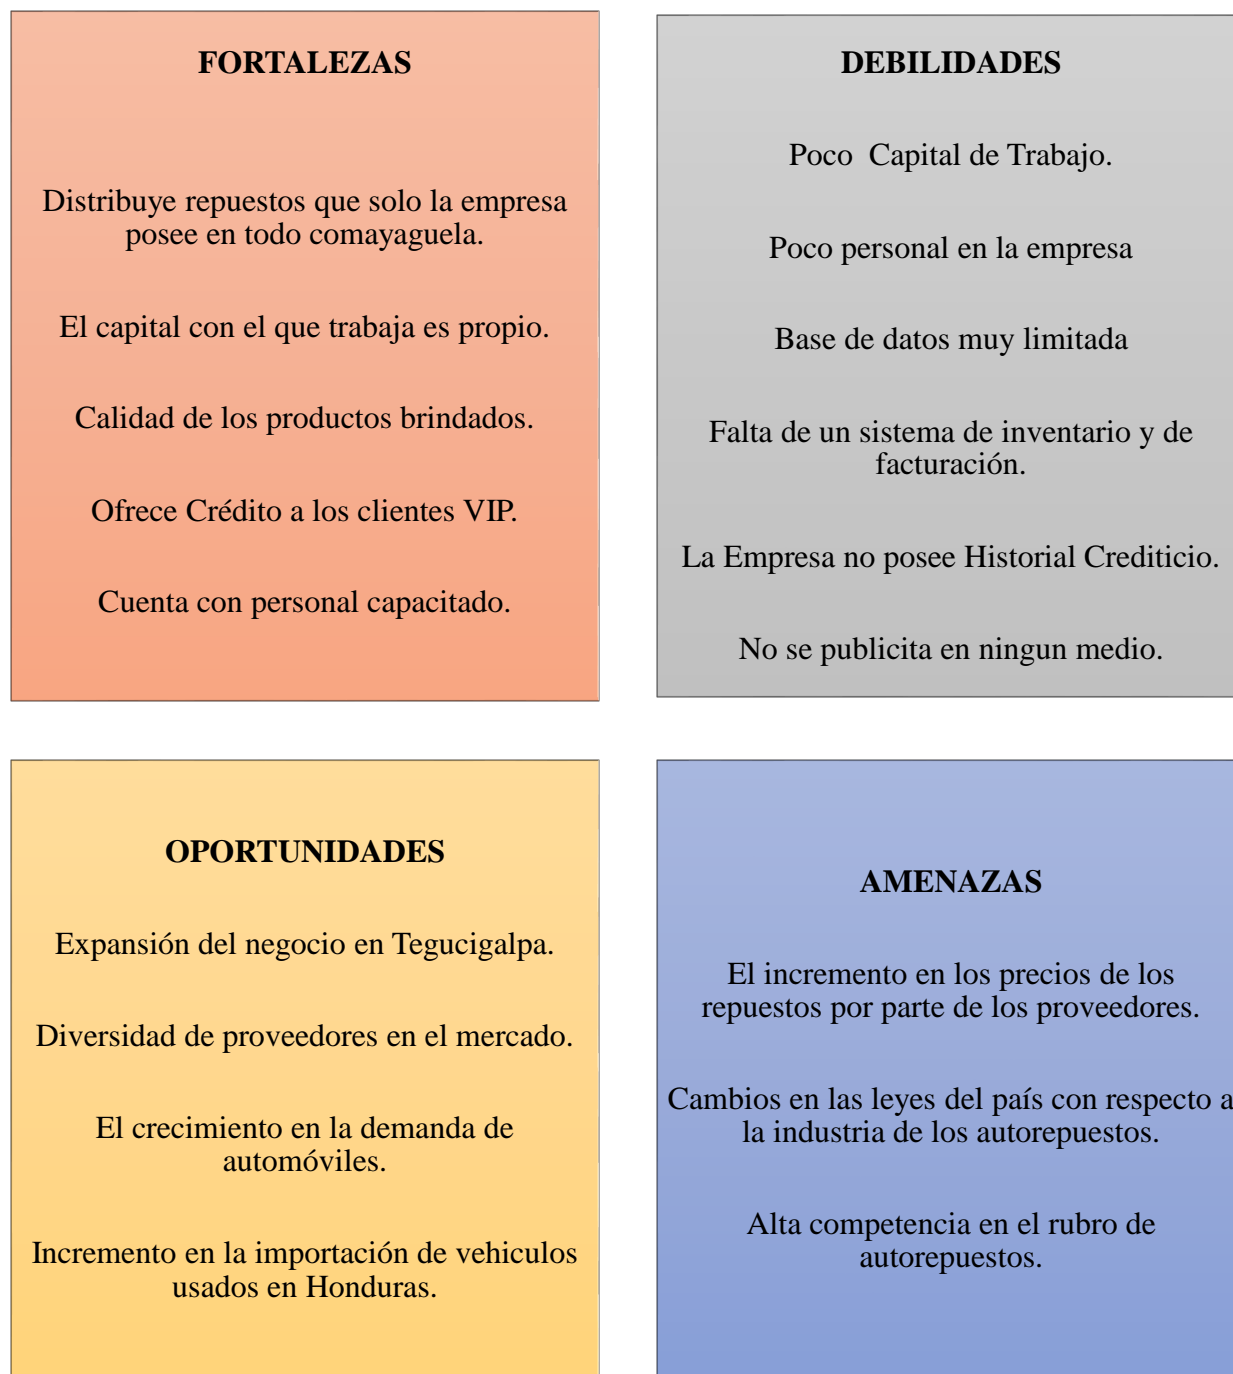 FORTALEZAS
Distribuye repuestos que solo la empresa
posee en todo comayaguela.
El capital con el que trabaja es propio.
Calidad de los productos brindados.
Ofrece Crédito a los clientes VIP.
Cuenta con personal capacitado.
DEBILIDADES
Poco  Capital de Trabajo.
Poco personal en la empresa
Base de datos muy limitada
Falta de un sistema de inventario y de
facturación.
La Empresa no posee Historial Crediticio.
No se publicita en ningun medio.
OPORTUNIDADES
Expansión del negocio en Tegucigalpa.
Diversidad de proveedores en el mercado.
El crecimiento en la demanda de
automóviles.
Incremento en la importación de vehiculos
usados en Honduras.
AMENAZAS
El incremento en los precios de los
repuestos por parte de los proveedores.
Cambios en las leyes del país con respecto a
la industria de los autorepuestos.
Alta competencia en el rubro de
autorepuestos.